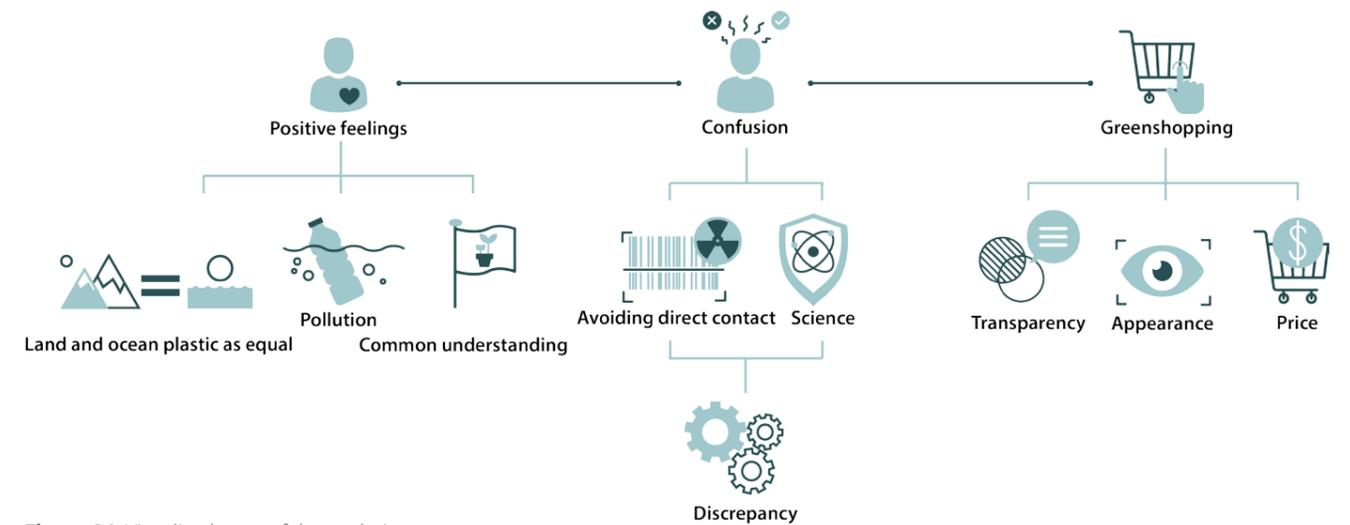 Positive feelings
Confusion
Greenshopping
Land and ocean plastic as equal
Pollution
Common understanding
Avoiding direct contact
Science
Transparency
Appearance
Price
Discrepancy